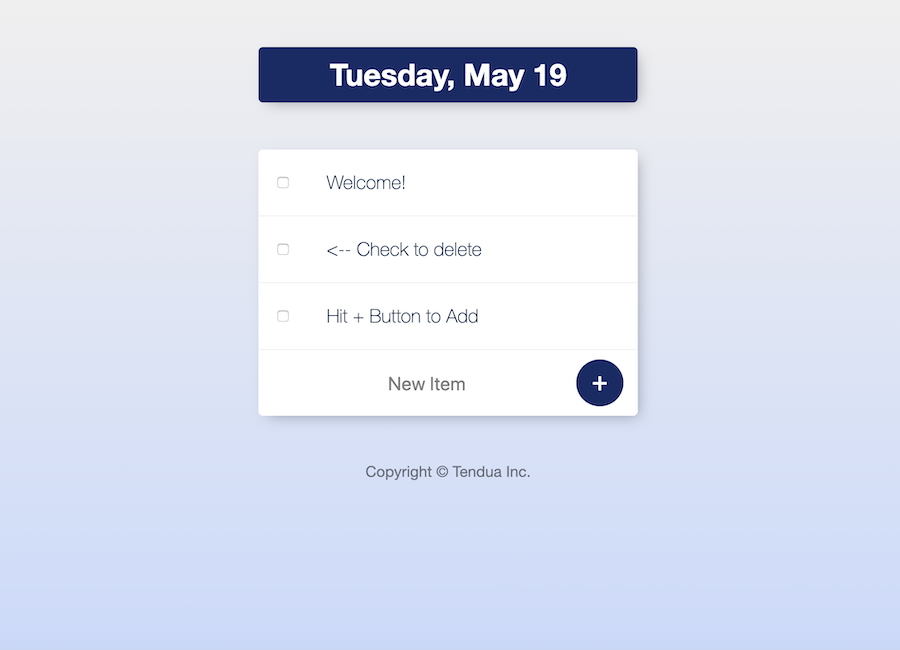 Tuesday, May 19
Welcome!
<-- Check to delete
Hit + Button to Add
New Item
+
Copyright © Tendua Inc.